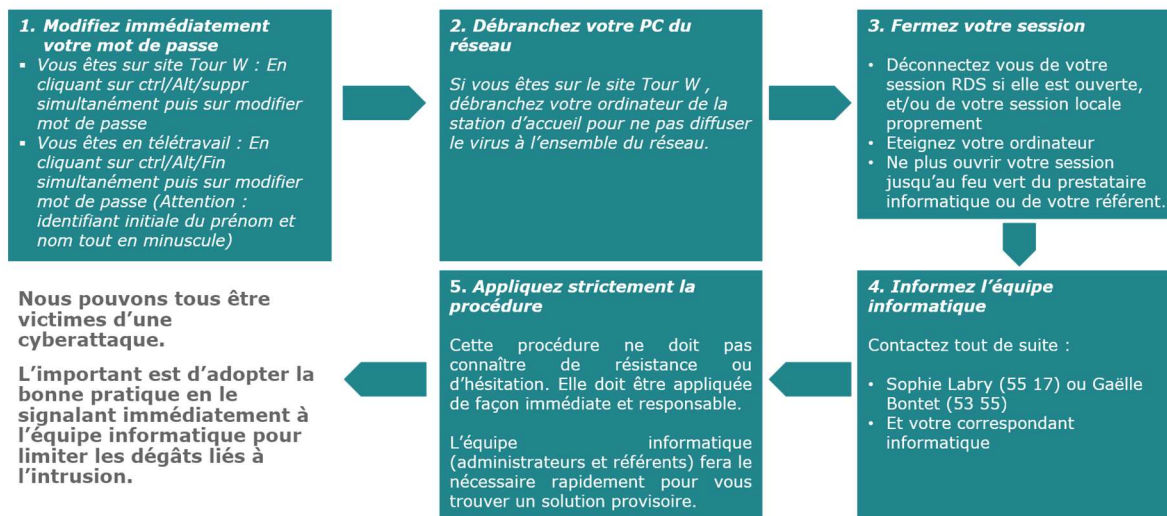 1. Modifiez immédiatement
votre mot de passe
▪ Vous êtes sur site Tour W : En
cliquant sur ctrl/Alt/suppr
simultanément puis sur modifier
mot de passe
▪ Vous êtes en télétravail : En
cliquant sur ctrl/Alt/Fin
simultanément puis sur modifier
mot de passe (Attention :
identifiant initiale du prénom et
nom tout en minuscule)
2. Débranchez votre PC du
réseau
Si vous êtes sur le site Tour W ,
débranchez votre ordinateur de la
station d'accueil pour ne pas diffuser
le virus à l'ensemble du réseau.
3. Fermez votre session
• Déconnectez vous de votre
session RDS si elle est ouverte,
et/ou de votre session locale
proprement
• Eteignez votre ordinateur
• Ne plus ouvrir votre session
jusqu'au feu vert du prestataire
informatique ou de votre référent.
4. Informez l'équipe
informatique
Contactez tout de suite :
• Sophie Labry (55 17) ou Gaëlle
Bontet (53 55)
• Et votre correspondant
informatique
5. Appliquez strictement la
procédure
Cette procédure ne doit pas
connaître de résistance ou
d'hésitation. Elle doit être appliquée
de façon immédiate et responsable.
L'équipe informatique
(administrateurs et référents) fera le
nécessaire rapidement pour vous
trouver un solution provisoire.
Nous pouvons tous être
victimes d'une
cyberattaque.
L'important est d'adopter la
bonne pratique en le
signalant immédiatement à
l'équipe informatique pour
limiter les dégâts liés à
l'intrusion.